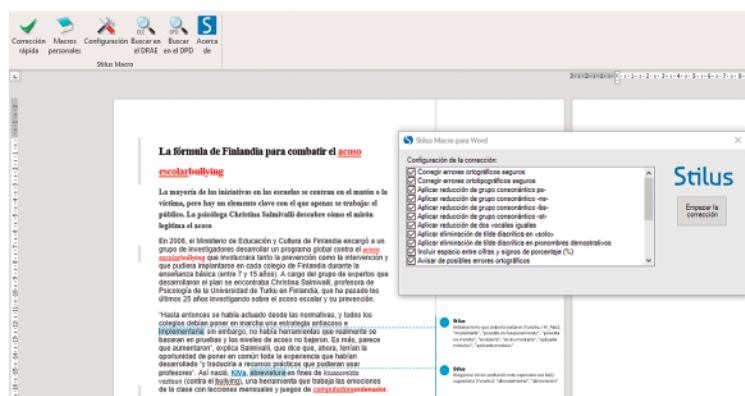 Corrección rápida
Macros personales
Configuración
Buscar en el DRAE
Buscar en el DPD
Acerca de
Stilus Macro
La fórmula de Finlandia para combatir el acoso
escolarbullying
La mayoría de las iniciativas en las escuelas se centran en el matón o la
víctima, pero hay un elemento clave con el que apenas se trabaja: el
público. La psicóloga Christina Salmivalli descubre cómo el mirón
legitima el acoso
En 2006, el Ministerio de Educación y Cultura de Finlandia encargó a un
grupo de investigadores desarrollar un programa global contra el acoso
escolarbullying que involucrara tanto la prevención como la intervención y
que pudiera implantarse en cada colegio de Finlandia durante la
enseñanza básica (entre 7 y 15 años). A cargo del grupo de expertos que
desarrollaron el plan se encontraba Christina Salmivalli, profesora de
Psicología de la Universidad de Turku en Finlandia, que ha pasado los
últimos 25 años investigando sobre el acoso escolar y su prevención.
"Hasta entonces se había actuado desde las normativas, y todos los
colegios debían poner en marcha una estrategia antiacoso e
implementarla; sin embargo, no había herramientas que realmente se
basaran en pruebas y los niveles de acoso no bajaron. Es más, parece
que aumentaron", explica Salmivalli, que dice que, ahora, tenían la
oportunidad de poner en común toda la experiencia que habían
desarrollado "y traducirla a recursos prácticos que pudieran usar
profesores". Así nació, KiVa, abreviatura en fines de kiusaamista
vastaan (contra el bullying), una herramienta que trabaja las emociones
de la clase con lecciones mensuales y juegos de computadoraordenador.
Stilus Macro para Word
Configuración de la corrección:
Corregir errores ortográficos seguros
Corregir errores ortotipográficos seguros
Aplicar reducción de grupo consonántico ps-
Aplicar reducción de grupo consonántico -ns-
Aplicar reducción de grupo consonántico -bs-
Aplicar reducción de grupo consonántico -st-
Aplicar reducción de dos vocales iguales
Aplicar eliminación de tilde diacrítica en «solo»
Aplicar eliminación de tilde diacrítica en pronombres demostrativos
Incluir espacio entre cifras y signos de porcentaje (%)
Avisar de posibles errores ortográficos
Stilus
Empezar la
corrección
Stilus
Stilus